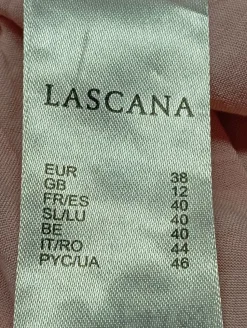 LASCANA
EUR 38
GB 12
FR/ES 40
SL/LU 40
BE 40
IT/RO 44
PYC/UA 46